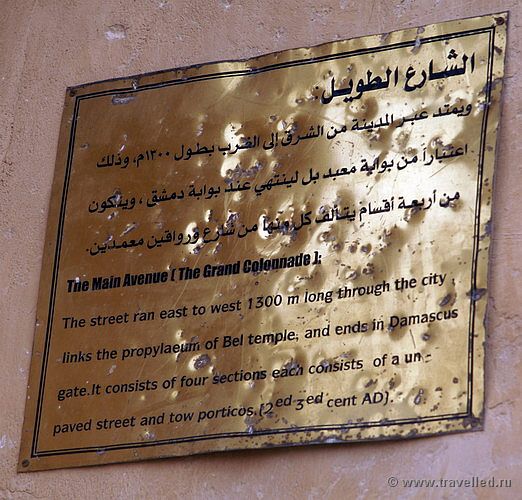 الشارع الطويل:
ويمتد عبر المدينة من الشرق إلى الغرب بطول ١٣٠٠م، وذلك
اعتباراً من بوابة معبد بل لينتهي عند بوابة دمشق، ويتكون
من أربعة أقسام يتألف كل منها من شارع ورواقين معمدين.
The Main Avenue ( The Grand Colonnade ):
The street ran east to west 1300 m long through the city
links the propylaeum of Bel temple, and ends in Damascus
gate.It consists of four sections each consists of a un -
paved street and tow porticos.(2ed 3ed cent AD).
© www.travelled.ru